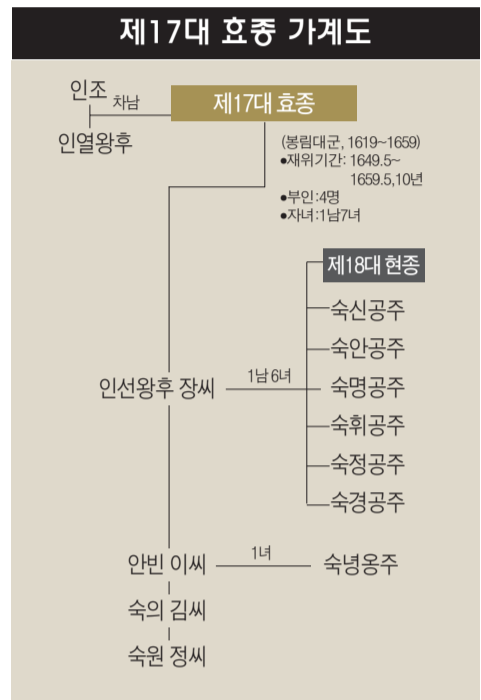 제17대 효종 가계도
인조
차남
제17대 효종
인열왕후
(봉림대군, 1619~1659)
●재위기간: 1649.5~
1659.5,10년
●부인:4명
●자녀:1남7녀
제18대 현종
숙신공주
숙안공주
인선왕후 장씨
1남 6녀
숙명공주
숙휘공주
숙정공주
숙경공주
안빈 이씨
1녀
숙녕옹주
숙의 김씨
숙원 정씨